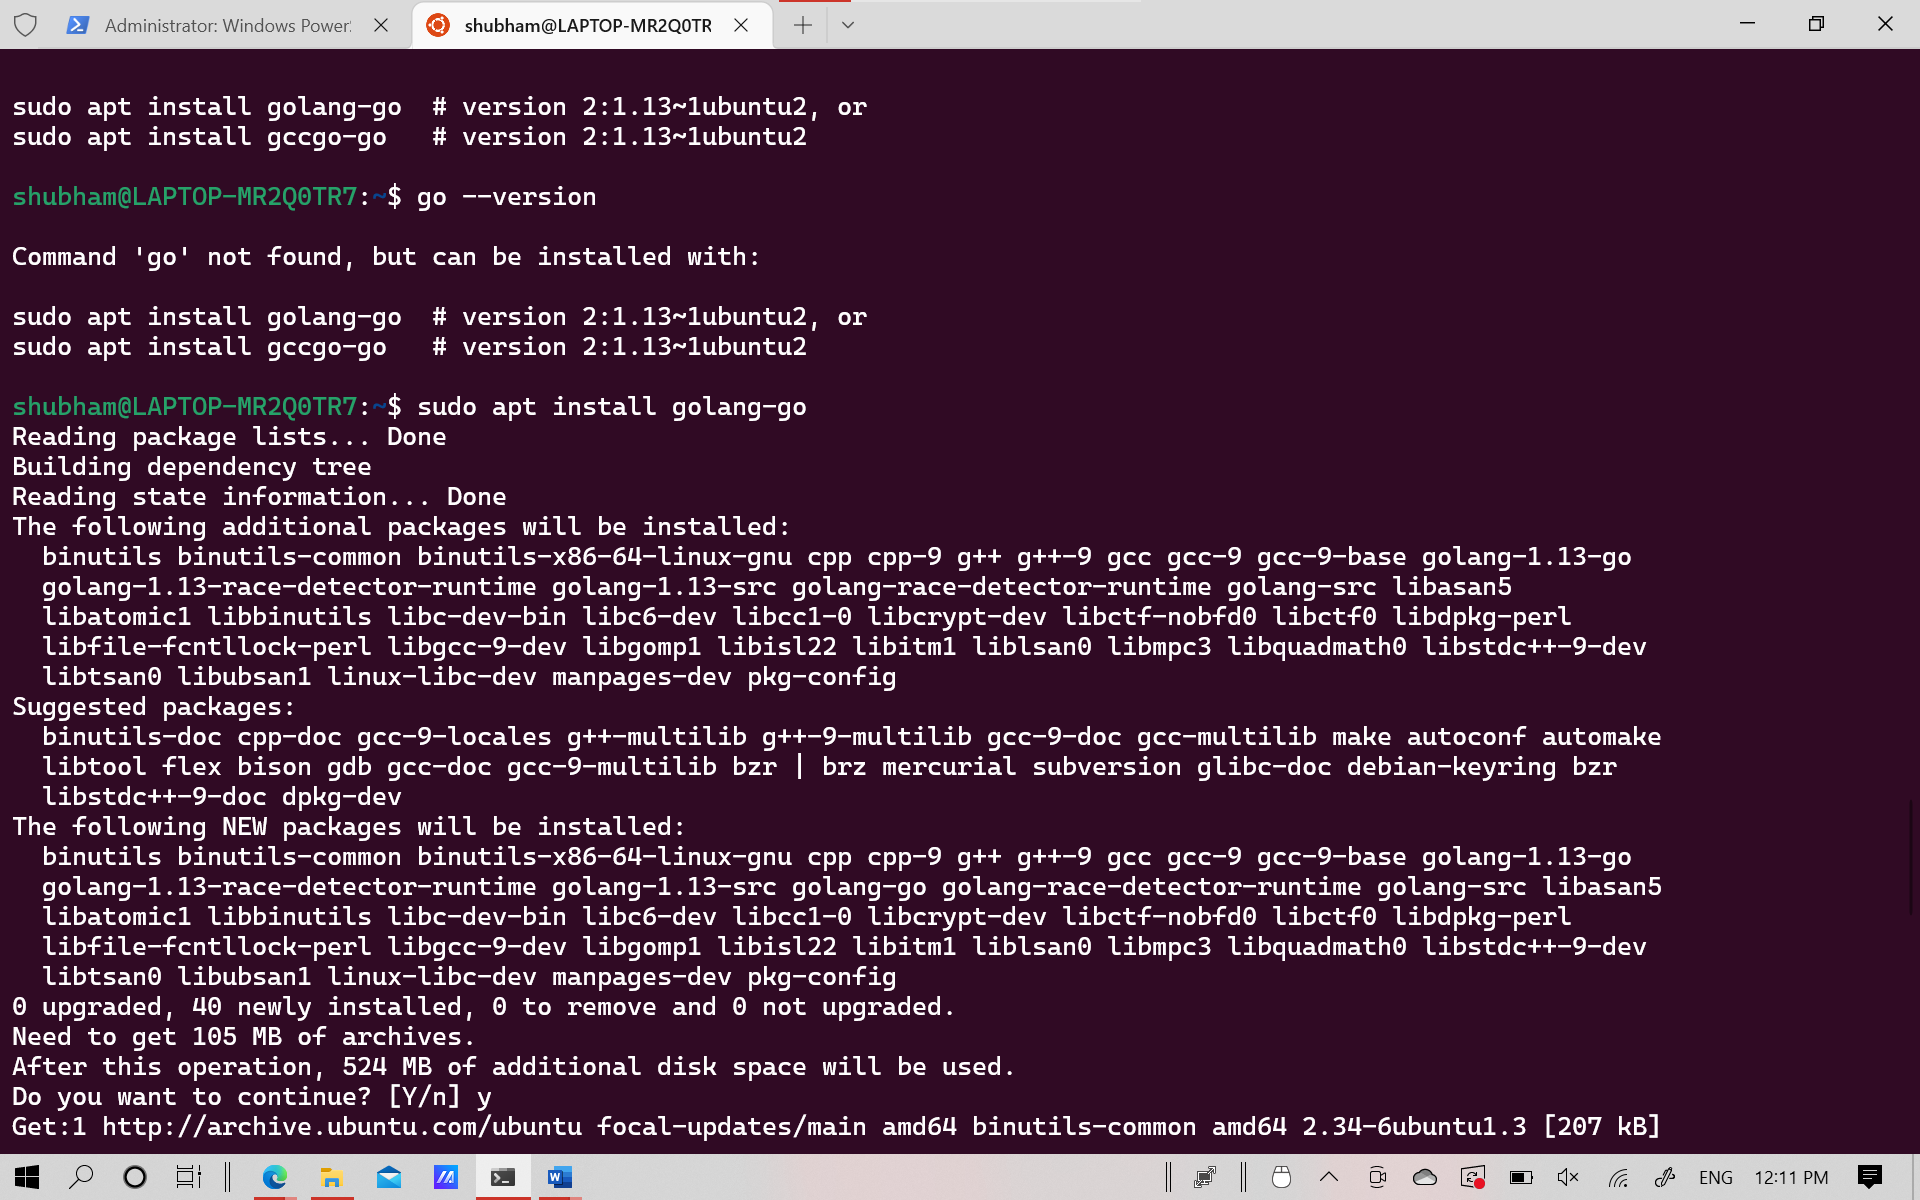 Administrator: Windows Power
shubham@LAPTOP-MR2Q0TR
sudo apt install golang-go  # version 2:1.13~1ubuntu2, or
sudo apt install gccgo-go   # version 2:1.13~1ubuntu2
shubham@LAPTOP-MR2Q0TR7:~$ go --version
Command 'go' not found, but can be installed with:
sudo apt install golang-go  # version 2:1.13~1ubuntu2, or
sudo apt install gccgo-go   # version 2:1.13~1ubuntu2
shubham@LAPTOP-MR2Q0TR7:~$ sudo apt install golang-go
Reading package lists... Done
Building dependency tree
Reading state information... Done
The following additional packages will be installed:
  binutils binutils-common binutils-x86-64-linux-gnu cpp cpp-9 g++ g++-9 gcc gcc-9 gcc-9-base golang-1.13-go
  golang-1.13-race-detector-runtime golang-1.13-src golang-race-detector-runtime golang-src libasan5
  libatomic1 libbinutils libc-dev-bin libc6-dev libcc1-0 libcrypt-dev libctf-nobfd0 libctf0 libdpkg-perl
  libfile-fcntllock-perl libgcc-9-dev libgomp1 libisl22 libitm1 liblsan0 libmpc3 libquadmath0 libstdc++-9-dev
  libtsan0 libubsan1 linux-libc-dev manpages-dev pkg-config
Suggested packages:
  binutils-doc cpp-doc gcc-9-locales g++-multilib g++-9-multilib gcc-9-doc gcc-multilib make autoconf automake
  libtool flex bison gdb gcc-doc gcc-9-multilib bzr | brz mercurial subversion glibc-doc debian-keyring bzr
  libstdc++-9-doc dpkg-dev
The following NEW packages will be installed:
  binutils binutils-common binutils-x86-64-linux-gnu cpp cpp-9 g++ g++-9 gcc gcc-9 gcc-9-base golang-1.13-go
  golang-1.13-race-detector-runtime golang-1.13-src golang-go golang-race-detector-runtime golang-src libasan5
  libatomic1 libbinutils libc-dev-bin libc6-dev libcc1-0 libcrypt-dev libctf-nobfd0 libctf0 libdpkg-perl
  libfile-fcntllock-perl libgcc-9-dev libgomp1 libisl22 libitm1 liblsan0 libmpc3 libquadmath0 libstdc++-9-dev
  libtsan0 libubsan1 linux-libc-dev manpages-dev pkg-config
0 upgraded, 40 newly installed, 0 to remove and 0 not upgraded.
Need to get 105 MB of archives.
After this operation, 524 MB of additional disk space will be used.
Do you want to continue? [Y/n] y
Get:1 http://archive.ubuntu.com/ubuntu focal-updates/main amd64 binutils-common amd64 2.34-6ubuntu1.3 [207 kB]
ENG 12:11 PM